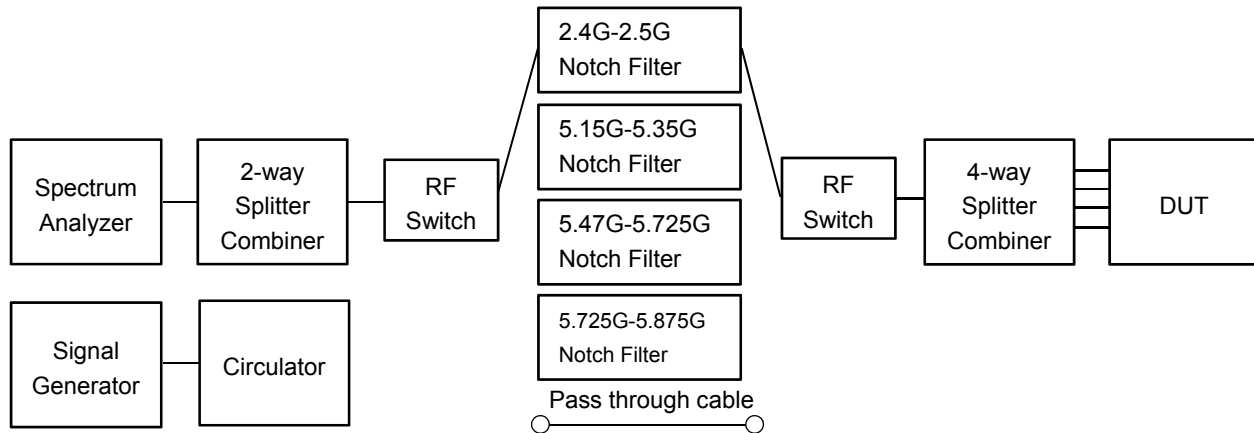 2.4G-2.5G
Notch Filter
5.15G-5.35G
Notch Filter
5.47G-5.725G
Notch Filter
5.725G-5.875G
Notch Filter
Pass through cable
Spectrum
Analyzer
2-way
Splitter
Combiner
RF
Switch
RF
Switch
4-way
Splitter
Combiner
DUT
Signal
Generator
Circulator